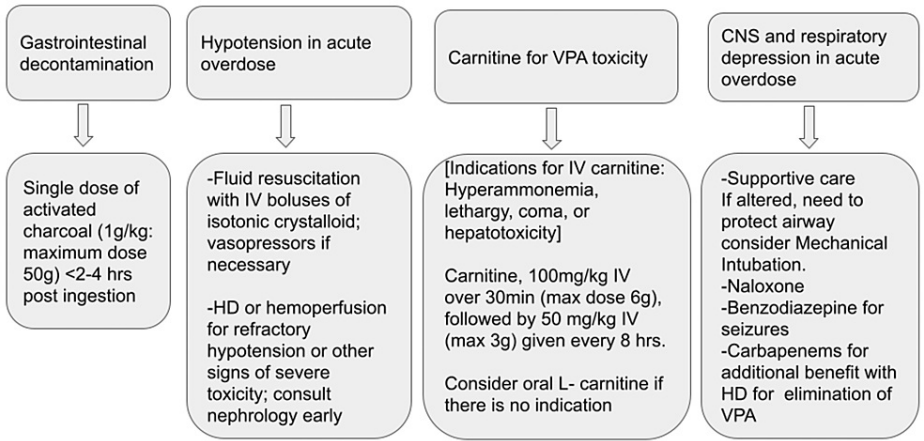 Gastrointestinal
decontamination
Single dose of
activated
charcoal (1g/kg:
maximum dose
50g) <2-4 hrs
post ingestion
Hypotension in acute
overdose
-Fluid resuscitation
with IV boluses of
isotonic crystalloid;
vasopressors if
necessary
-HD or hemoperfusion
for refractory
hypotension or other
signs of severe
toxicity; consult
nephrology early
Carnitine for VPA toxicity
[Indications for IV carnitine:
Hyperammonemia,
lethargy, coma, or
hepatotoxicity]
Carnitine, 100mg/kg IV
over 30min (max dose 6g),
followed by 50 mg/kg IV
(max 3g) given every 8 hrs.
Consider oral L- carnitine if
there is no indication
CNS and respiratory
depression in acute
overdose
-Supportive care
If altered, need to
protect airway
consider Mechanical
Intubation.
-Naloxone
-Benzodiazepine for
seizures
-Carbapenems for
additional benefit with
HD for elimination of
VPA